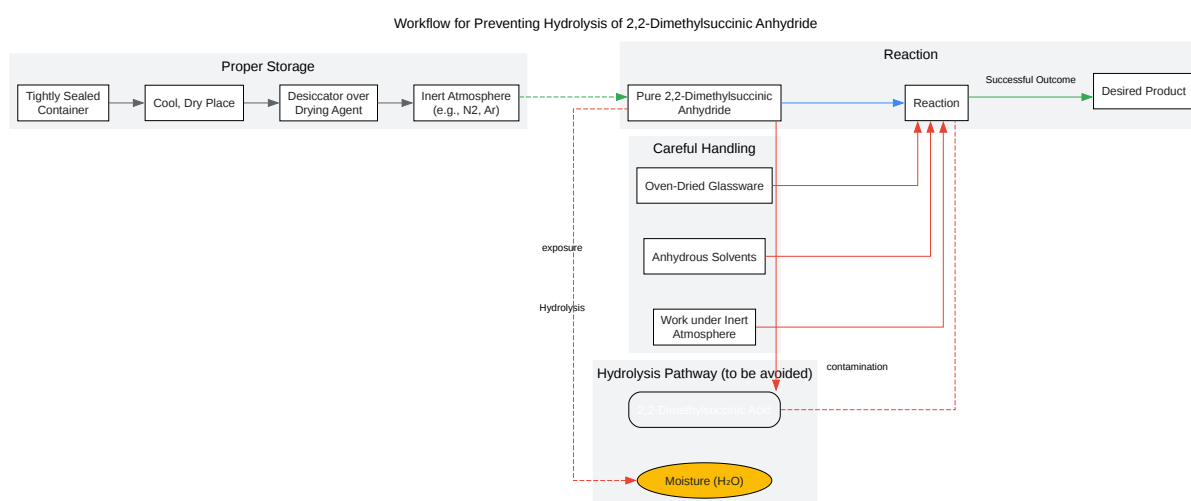 Workflow for Preventing Hydrolysis of 2,2-Dimethylsuccinic Anhydride
Proper Storage
Tightly Sealed
Container
Cool, Dry Place
Desiccator over
Drying Agent
Inert Atmosphere
(e.g., N2, Ar)
Reaction
Pure 2,2-Dimethylsuccinic
Anhydride
Reaction
Successful Outcome
Desired Product
Careful Handling
Oven-Dried Glassware
Anhydrous Solvents
Work under Inert
Atmosphere
exposure
Hydrolysis
contamination
Hydrolysis Pathway (to be avoided)
2,2-Dimethylsuccinic Acid
Moisture (H₂O)